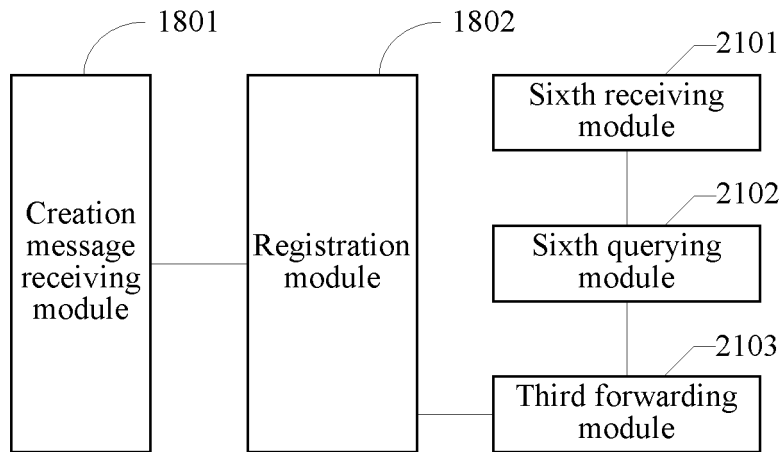 1801
1802
2101
Sixth receiving
module
2102
Creation
message
receiving
module
Registration
module
Sixth querying
module
2103
Third forwarding
module